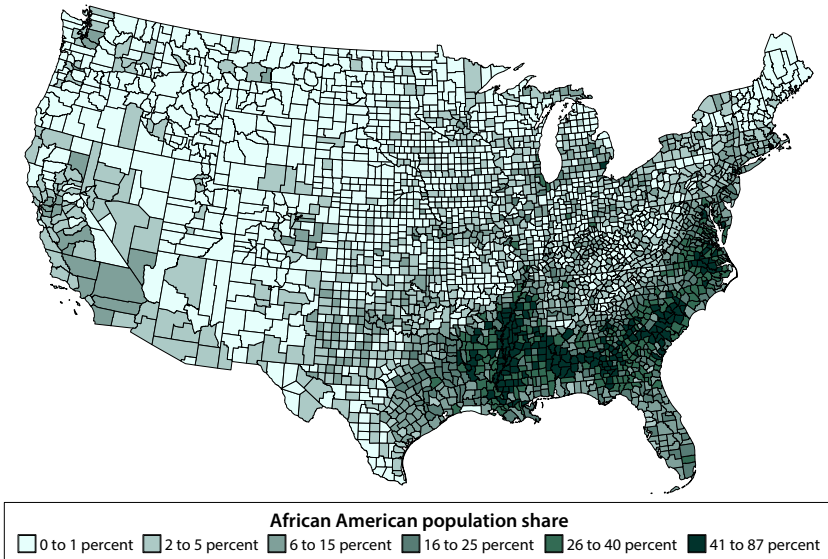 African American population share
0 to 1 percent 2 to 5 percent 6 to 15 percent 16 to 25 percent 26 to 40 percent 41 to 87 percent